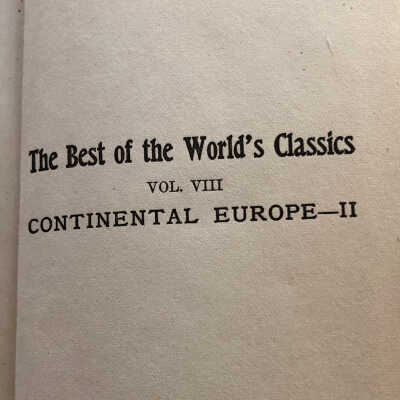 The Best of the World's Classics
VOL. VIII
CONTINENTAL EUROPE—II